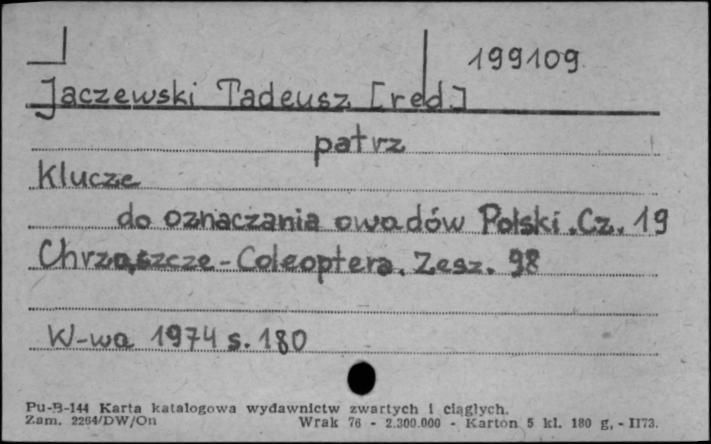 199109
Jaczewski Tadeusz [red.]
patrz
Klucze
do oznaczania owadów Polski. Cz. 19
Chrząszcze - Coleoptera. Zesz. 98
W-wa 1974 s. 180
Pu-B-144 Karta katalogowa wydawnictw zwartych i ciągłych.
Zam. 2264/DW/On Wrak 76 - 2.300.000 - Karton 5 kl. 180 g, - II73.